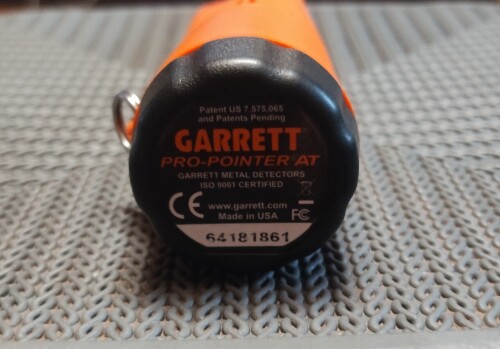 Patent US 7,575,065
and Patents Pending
GARRETT
PRO-POINTER AT
GARRETT METAL DETECTORS
ISO 9001 CERTIFIED
CE www.garrett.com
Made in USA FC
64181861